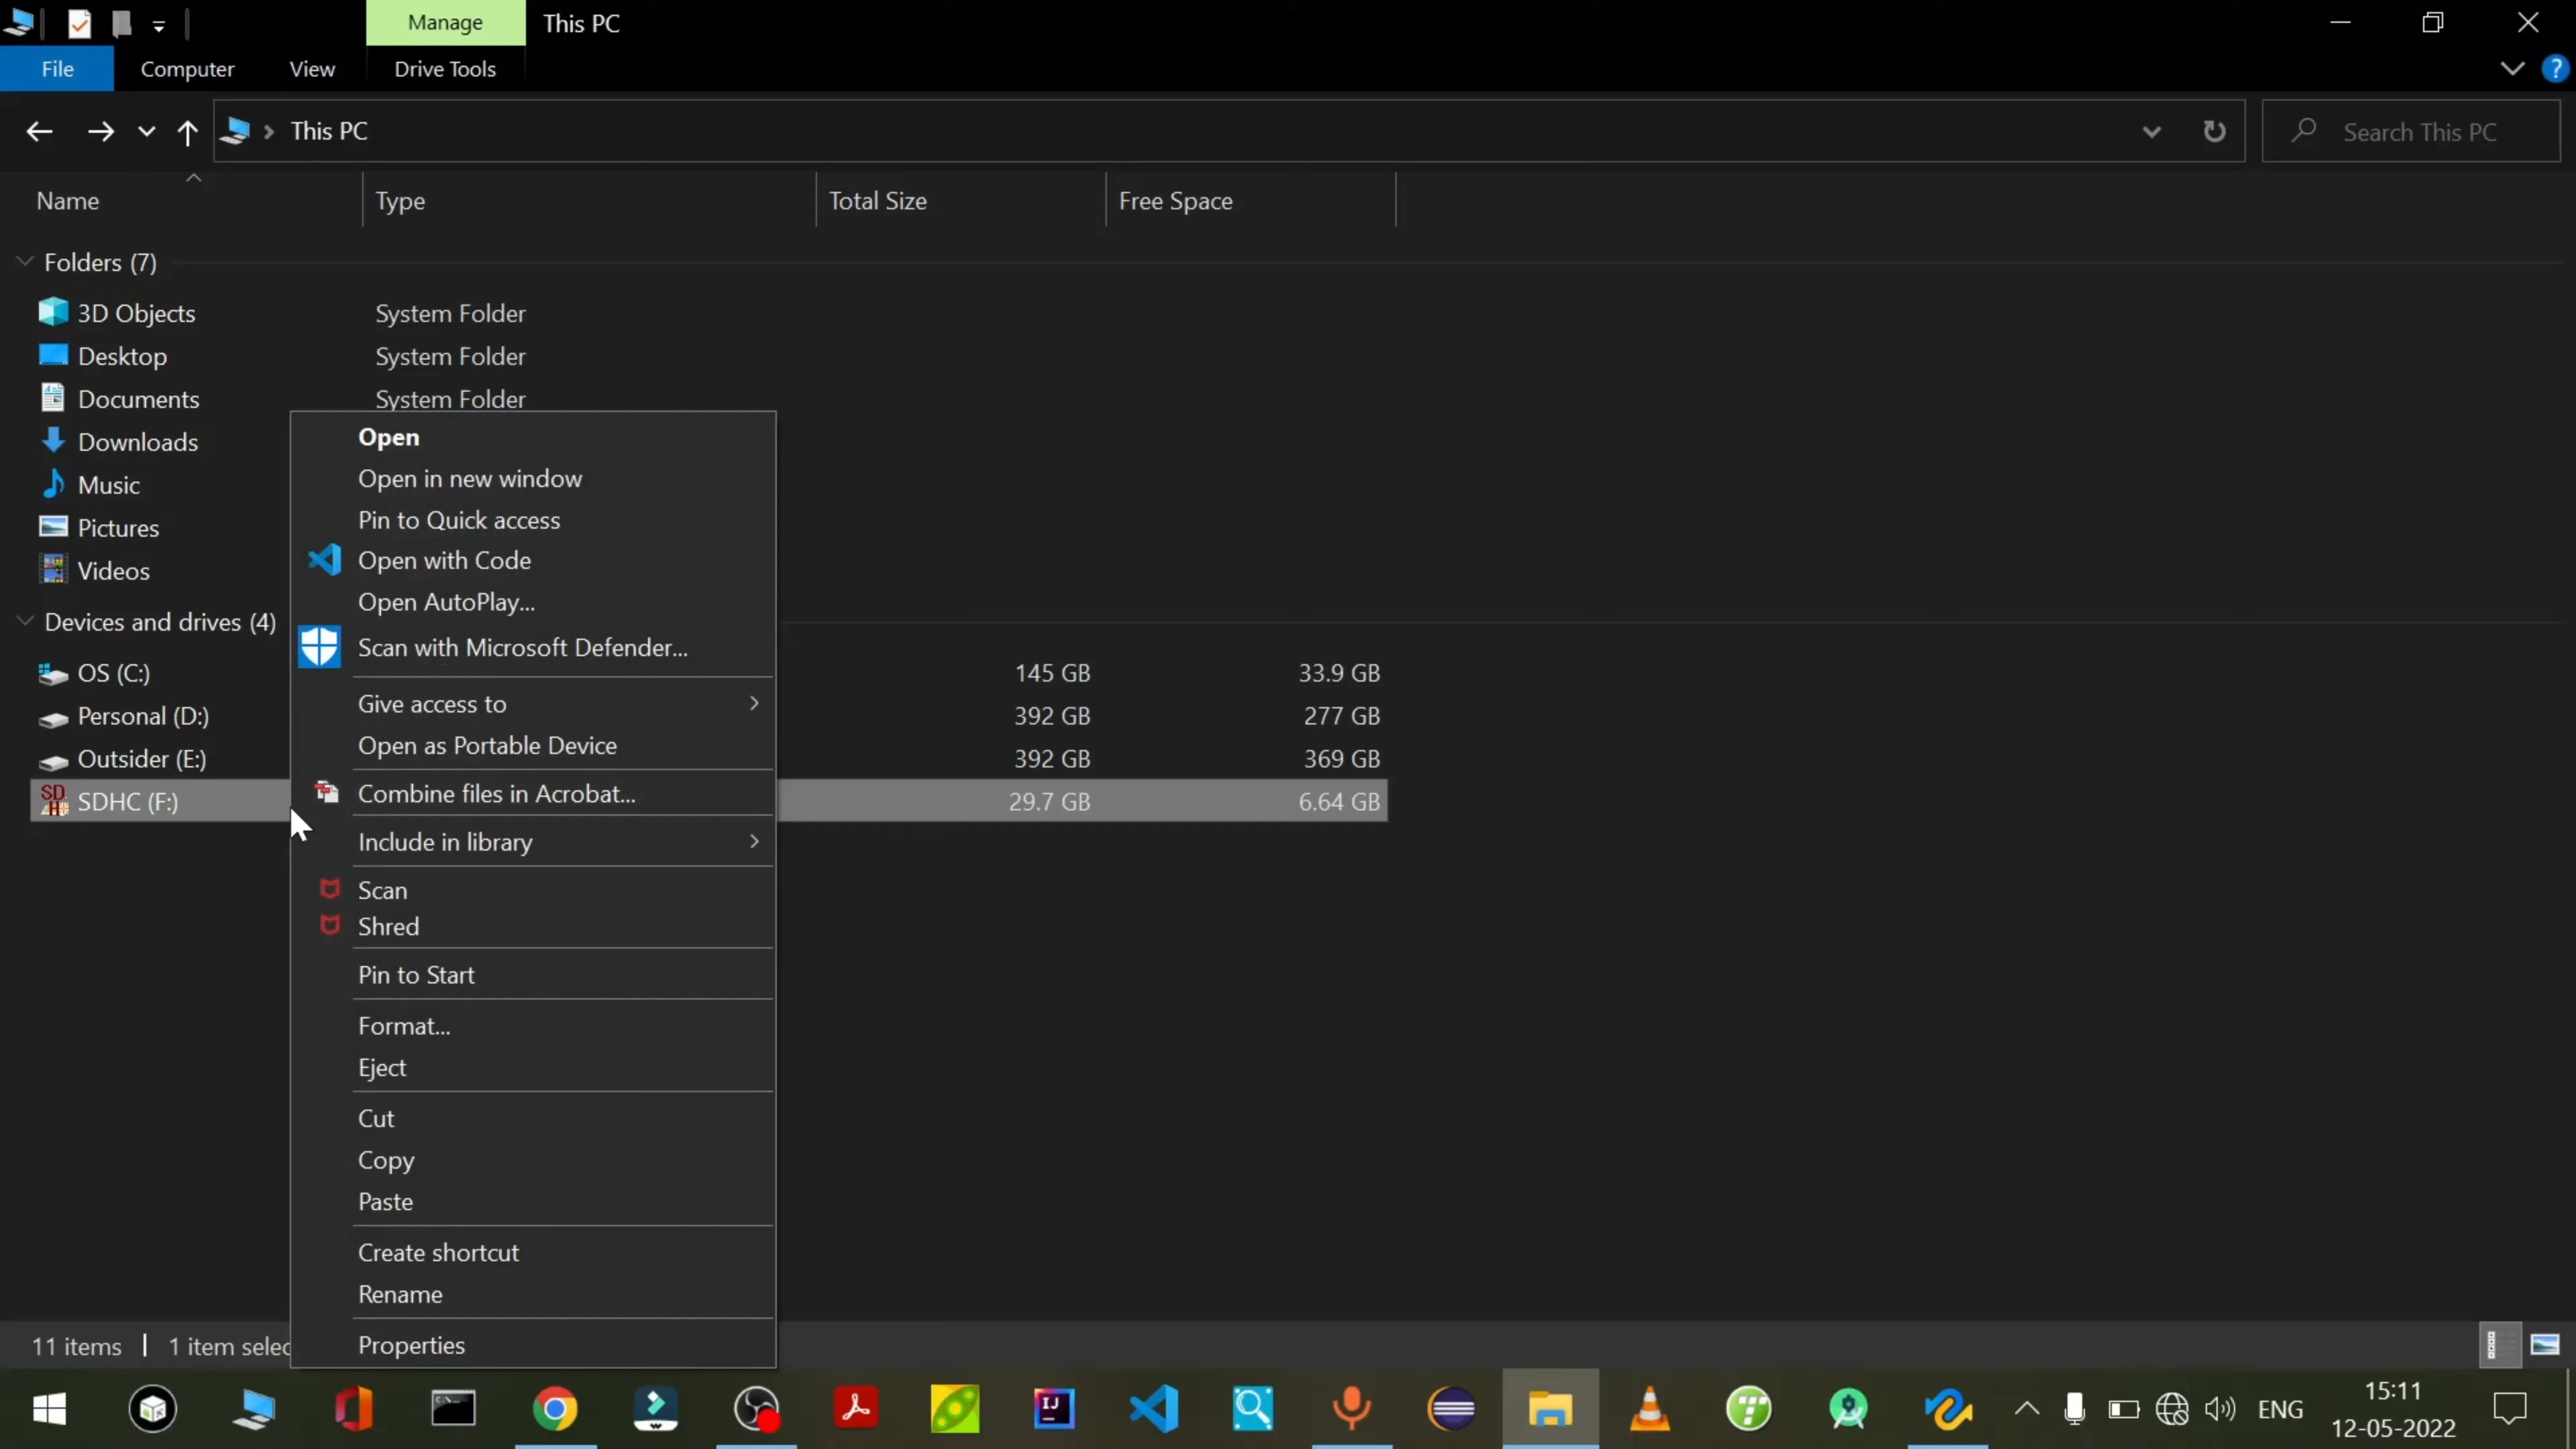 Manage This PC
File Computer View Drive Tools
This PC Search This PC
Name Type Total Size Free Space
Folders (7)
3D Objects System Folder
Desktop System Folder
Documents System Folder
Downloads
Music
Pictures
Videos
Devices and drives (4)
OS (C:) 145 GB 33.9 GB
Personal (D:) 392 GB 277 GB
Outsider (E:) 392 GB 369 GB
SDHC (F:) 29.7 GB 6.64 GB
Open
Open in new window
Pin to Quick access
Open with Code
Open AutoPlay...
Scan with Microsoft Defender...
Give access to
Open as Portable Device
Combine files in Acrobat...
Include in library
Scan
Shred
Pin to Start
Format...
Eject
Cut
Copy
Paste
Create shortcut
Rename
Properties
11 items 1 item selec
ENG 15:11
12-05-2022